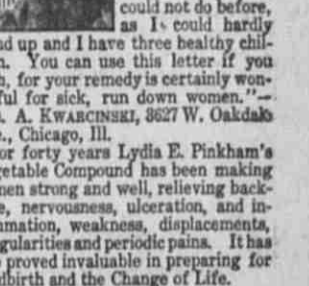 could not do before,
as I could hardly
nd up and I have three healthy chil-
n. You can use this letter if you
h, for your remedy is certainly won-
ful for sick, run down women."—
. A. KWARCINSKI, 3627 W. Oakdale
e., Chicago, Ill.
or forty years Lydia E. Pinkham's
getable Compound has been making
men strong and well, relieving back-
e, nervousness, ulceration, and in-
mmation, weakness, displacements,
gularities and periodic pains. It has
proved invaluable in preparing for
dbirth and the Change of Life.